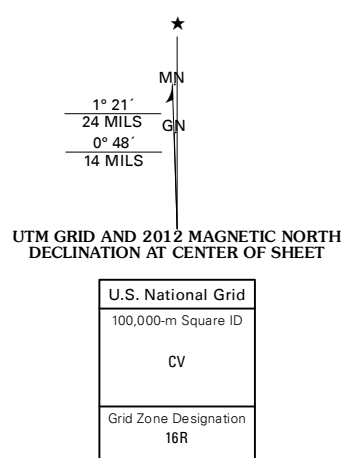 ★
MN
1° 21´
24 MILS
GN
0° 48´
14 MILS
UTM GRID AND 2012 MAGNETIC NORTH
DECLINATION AT CENTER OF SHEET
U.S. National Grid
100,000-m Square ID
CV
Grid Zone Designation
16R